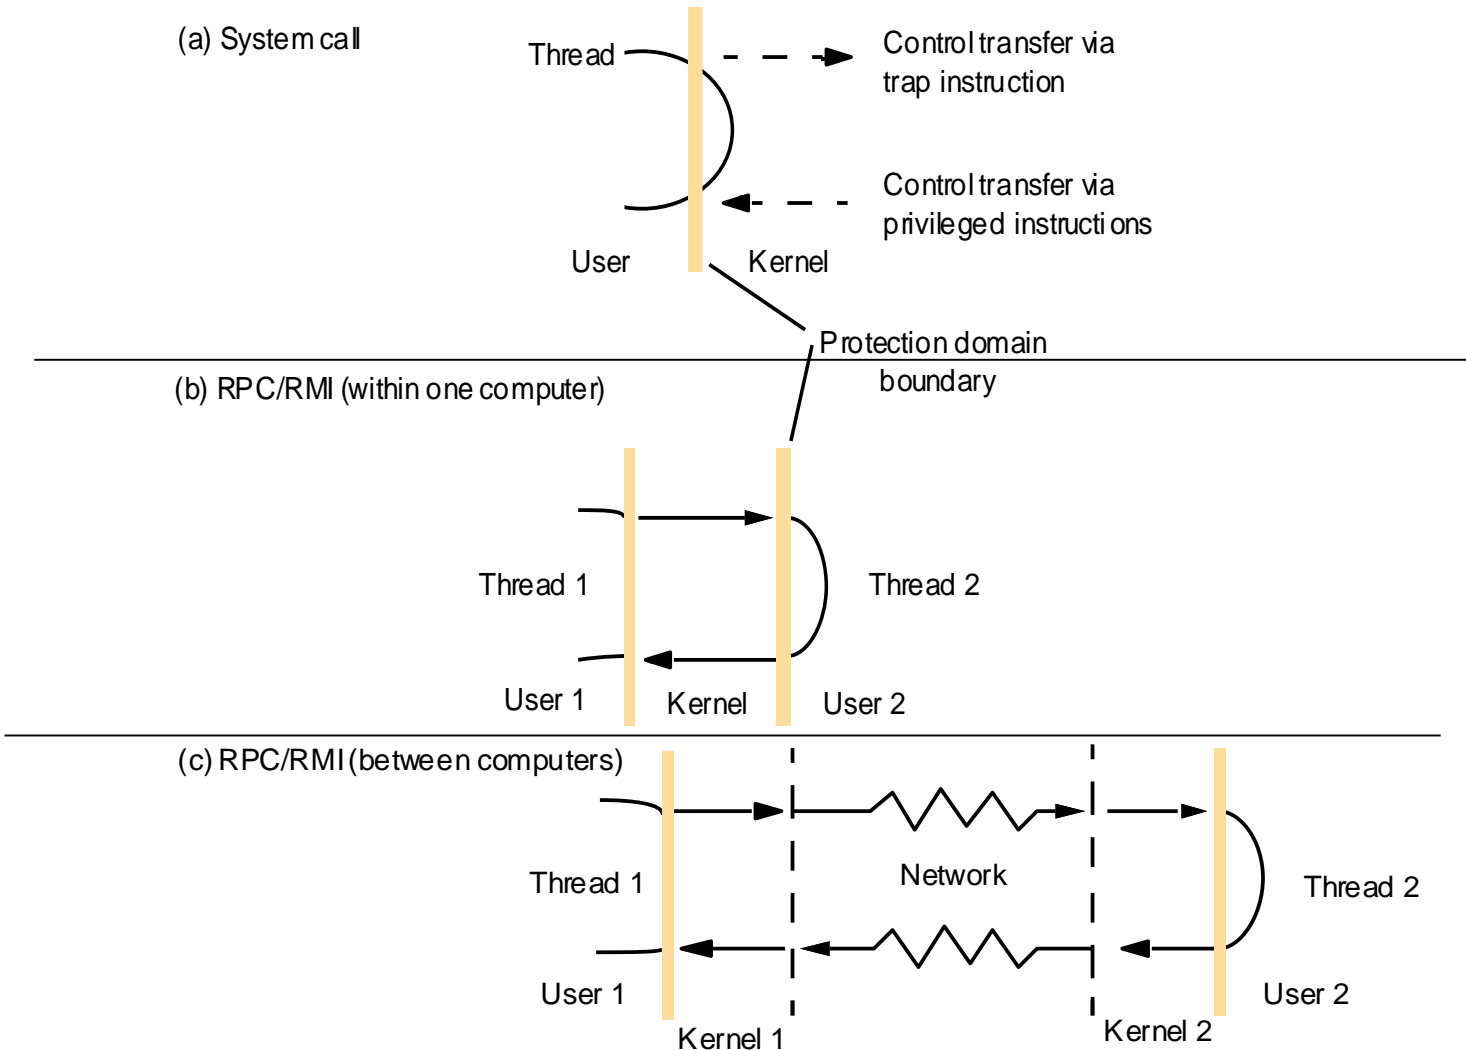 (a) System call
Thread
Control transfer via
trap instruction
Control transfer via
privileged instructions
User
Kernel
Protection domain
boundary
(b) RPC/RMI (within one computer)
Thread 1
Thread 2
User 1
Kernel
User 2
(c) RPC/RMI (between computers)
Network
Thread 1
Thread 2
User 1
User 2
Kernel 1
Kernel 2